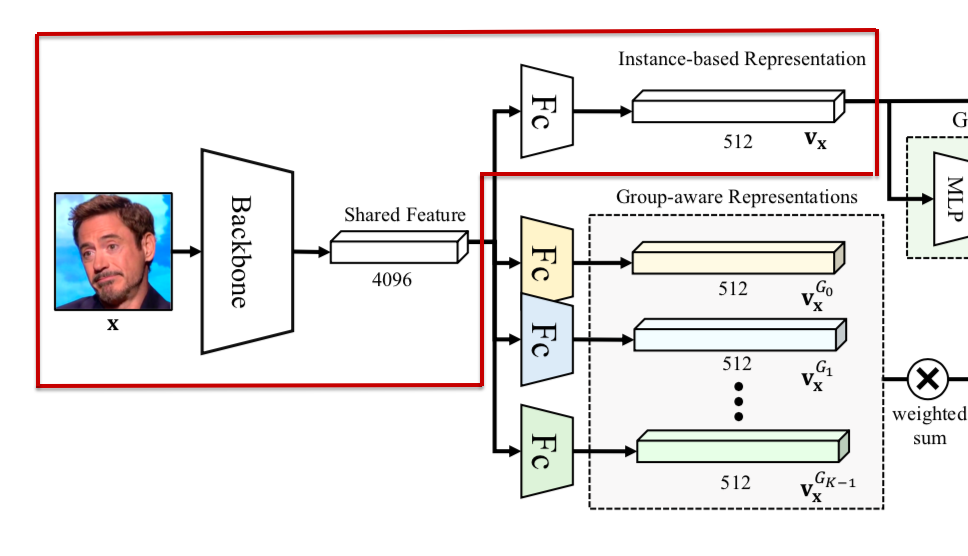 Instance-based Representation
Fc
512
v_x
G
MLP
Backbone
Shared Feature
4096
x
Group-aware Representations
Fc
512
v_x^{G_0}
Fc
512
v_x^{G_1}
Fc
512
v_x^{G_{K-1}}
weighted
sum